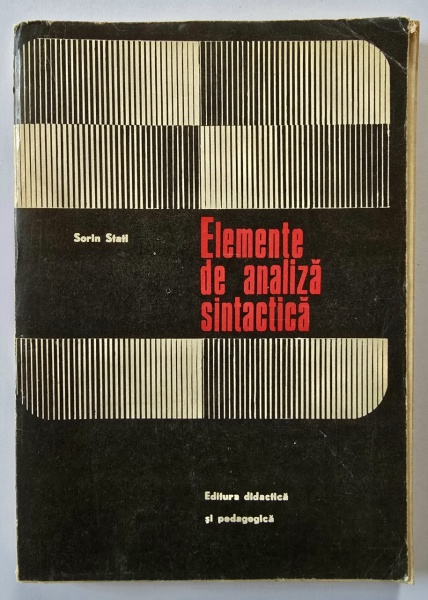 Sorin Stati
Elemente
de analiză
sintactică
Editura didactică
și pedagogică